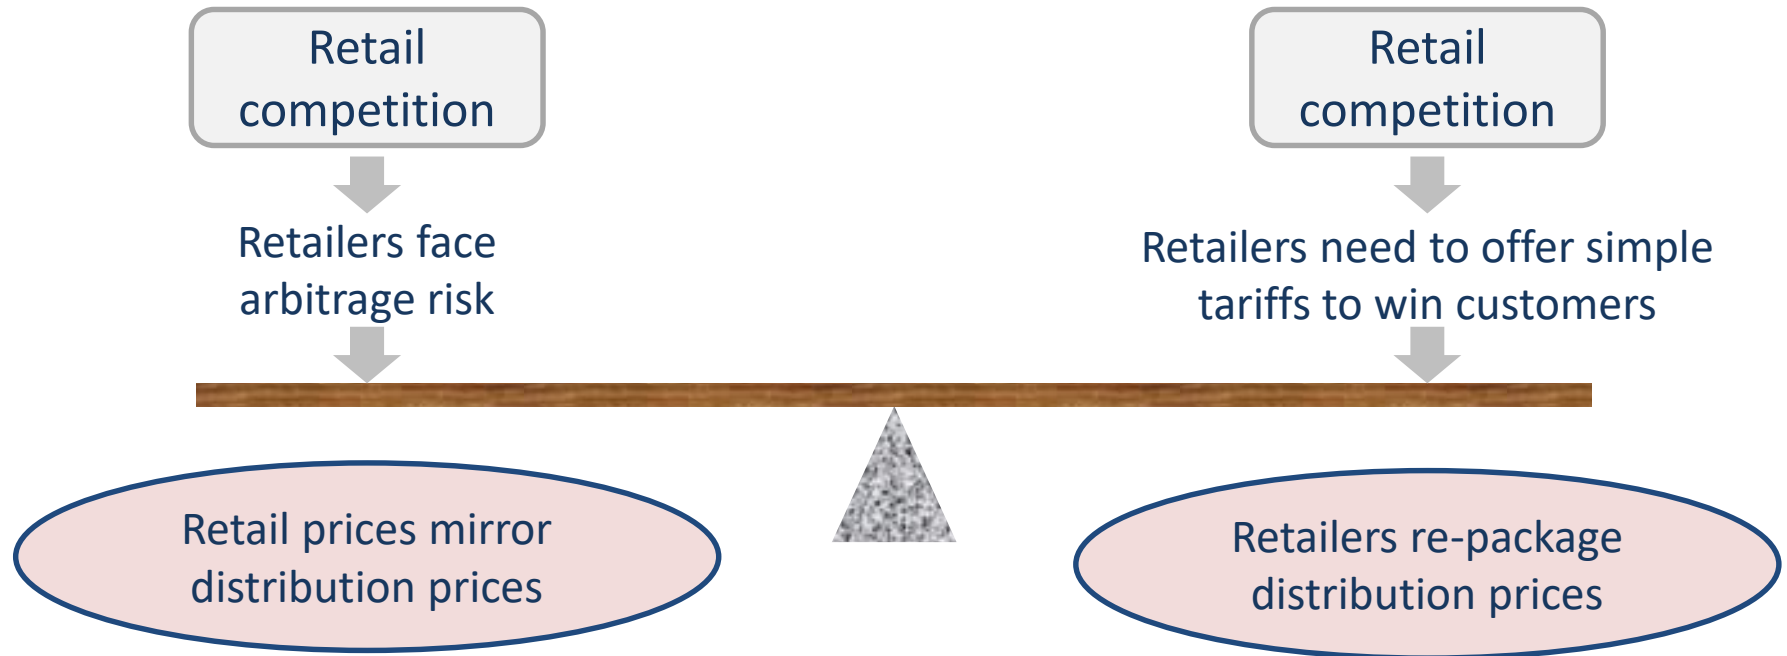 Retail
competition
Retailers face
arbitrage risk
Retail prices mirror
distribution prices
Retail
competition
Retailers need to offer simple
tariffs to win customers
Retailers re-package
distribution prices